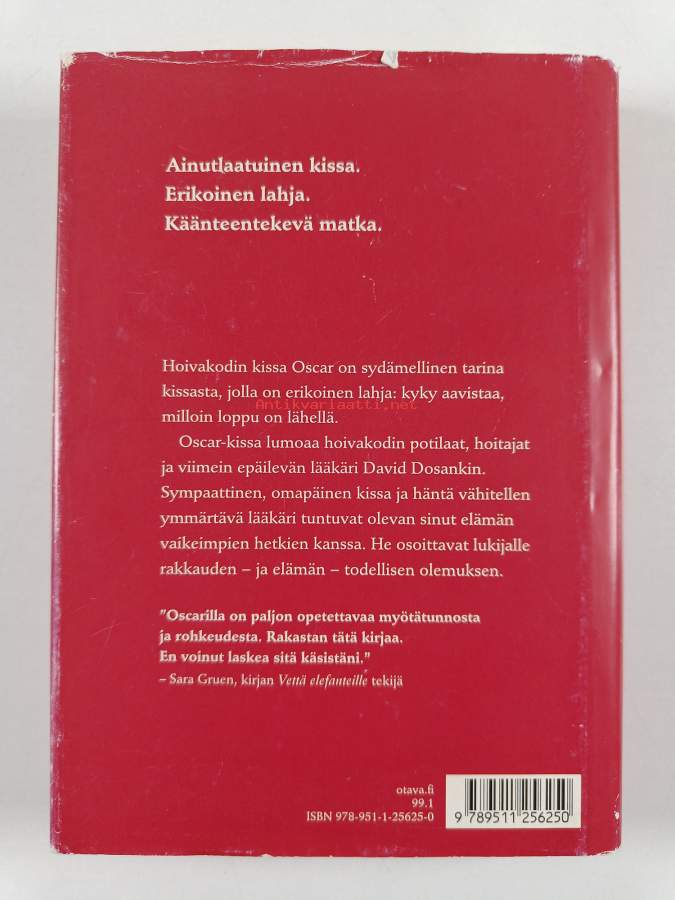 Ainutlaatuinen kissa.
Erikoinen lahja.
Käänteentekevä matka.
Hoivakodin kissa Oscar on sydämellinen tarina
kissasta, jolla on erikoinen lahja: kyky aavistaa,
Antikvariaatti.net
milloin loppu on lähellä.
Oscar-kissa lumoaa hoivakodin potilaat, hoitajat
ja viimein epäilevän lääkäri David Dosankin.
Sympaattinen, omapäinen kissa ja häntä vähitellen
ymmärtävä lääkäri tuntuvat olevan sinut elämän
vaikeimpien hetkien kanssa. He osoittavat lukijalle
rakkauden – ja elämän – todellisen olemuksen.
”Oscarilla on paljon opetettavaa myötätunnosta
ja rohkeudesta. Rakastan tätä kirjaa.
En voinut laskea sitä käsistäni.”
– Sara Gruen, kirjan Vettä elefanteille tekijä
otava.fi
99.1
ISBN 978-951-1-25625-0
9 789511 256250